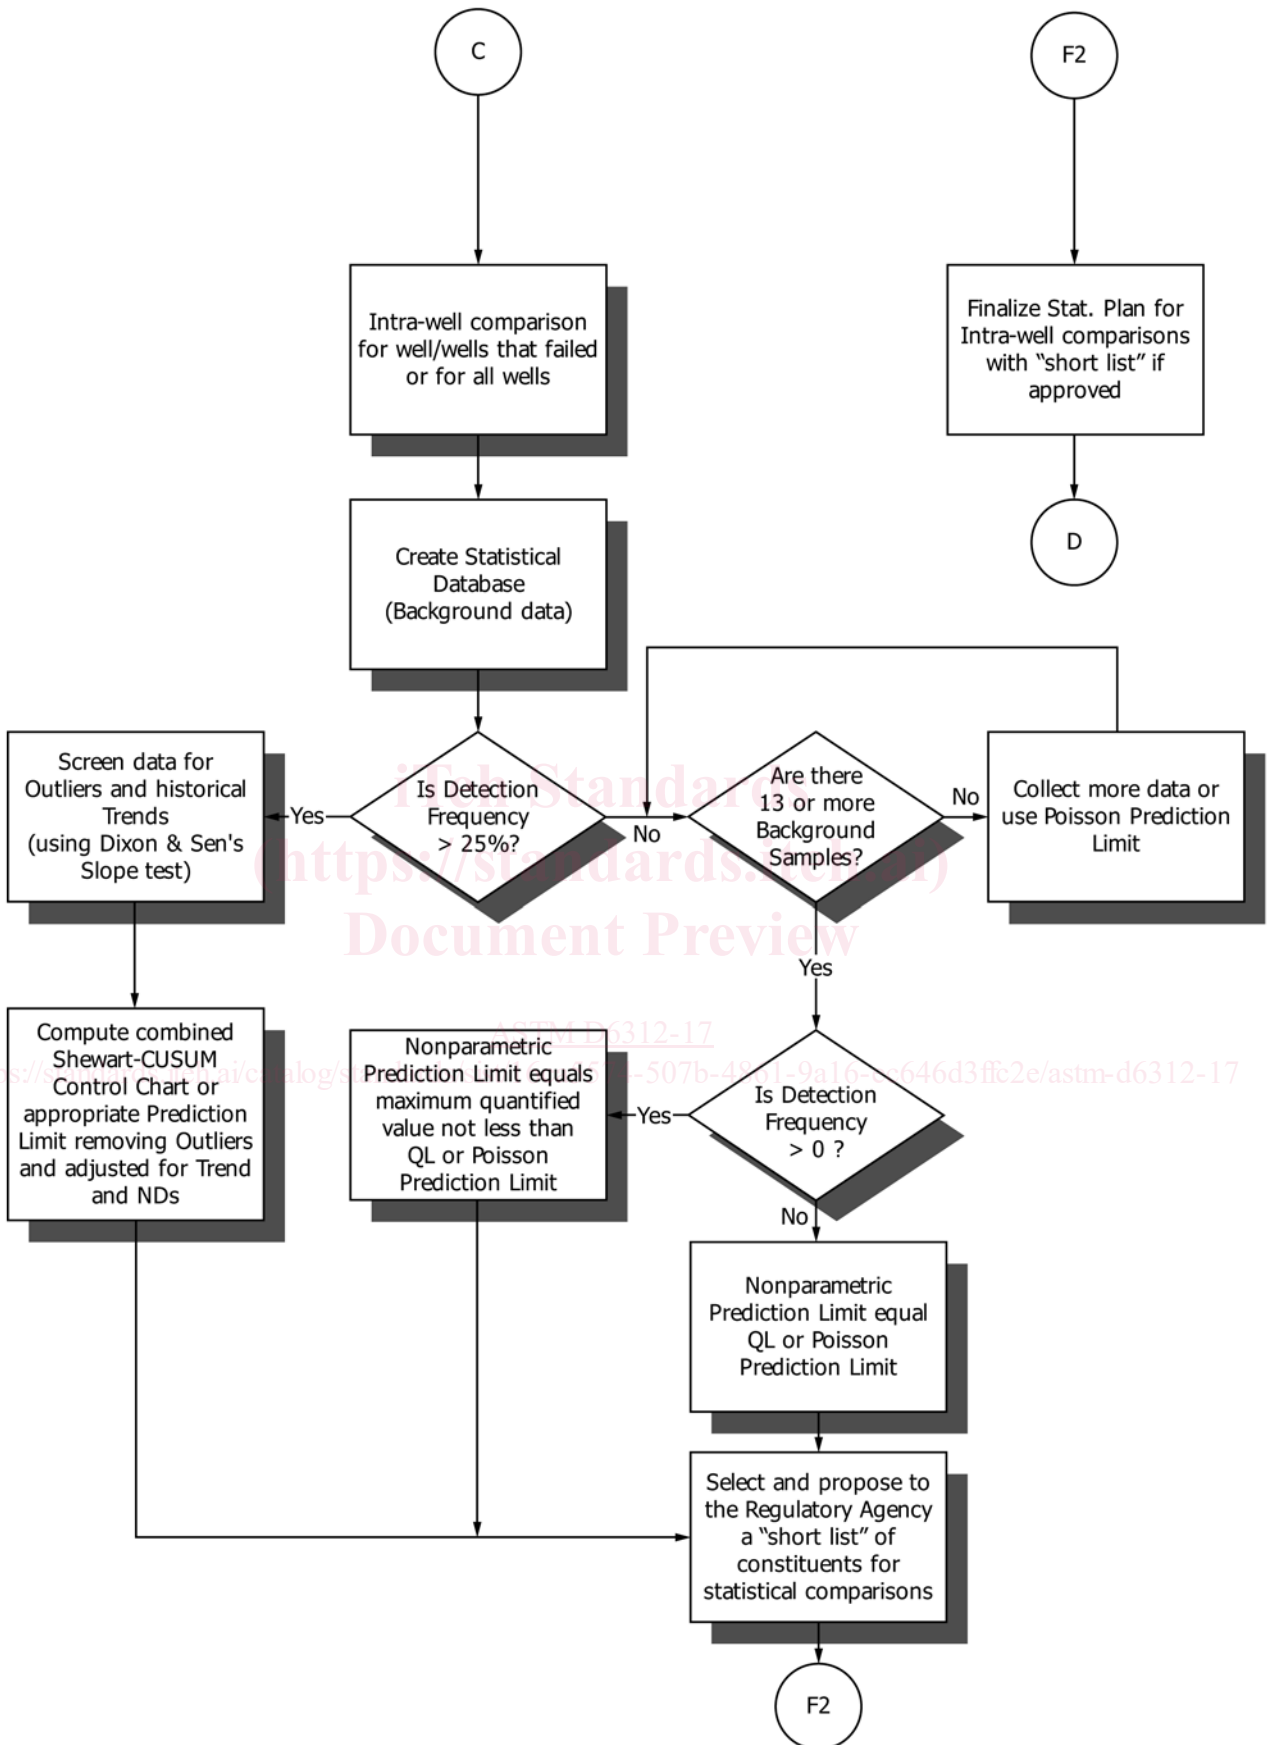 C
F2
Intra-well comparison
for well/wells that failed
or for all wells
Finalize Stat. Plan for
Intra-well comparisons
with “short list” if
approved
Create Statistical
Database
(Background data)
D
Screen data for
Outliers and historical
Trends
(using Dixon & Sen's
Slope test)
Yes
Is Detection
Frequency
> 25%?
No
Are there
13 or more
Background
Samples?
No
Collect more data or
use Poisson Prediction
Limit
iTeh Standards
(https://standards.iteh.ai)
Document Preview
Yes
ASTM D6312-17
-507b-4861-9a16-cc646d3ffc2e/astm-d6312-17
Compute combined
Shewart-CUSUM
Control Chart or
appropriate Prediction
Limit removing Outliers
and adjusted for Trend
and NDs
Nonparametric
Prediction Limit equals
maximum quantified
value not less than
QL or Poisson
Prediction Limit
Yes
Is Detection
Frequency
> 0 ?
No
Nonparametric
Prediction Limit equal
QL or Poisson
Prediction Limit
Select and propose to
the Regulatory Agency
a “short list” of
constituents for
statistical comparisons
F2